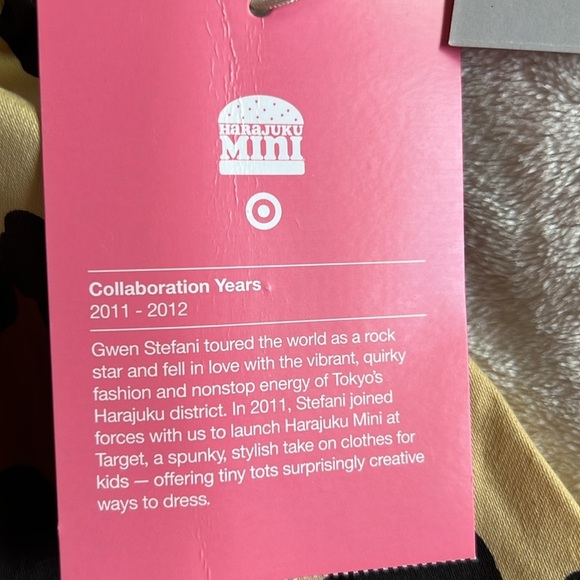 HaRaJUKU
MiNI
Collaboration Years
2011 - 2012
Gwen Stefani toured the world as a rock
star and fell in love with the vibrant, quirky
fashion and nonstop energy of Tokyo's
Harajuku district. In 2011, Stefani joined
forces with us to launch Harajuku Mini at
Target, a spunky, stylish take on clothes for
kids — offering tiny tots surprisingly creative
ways to dress.